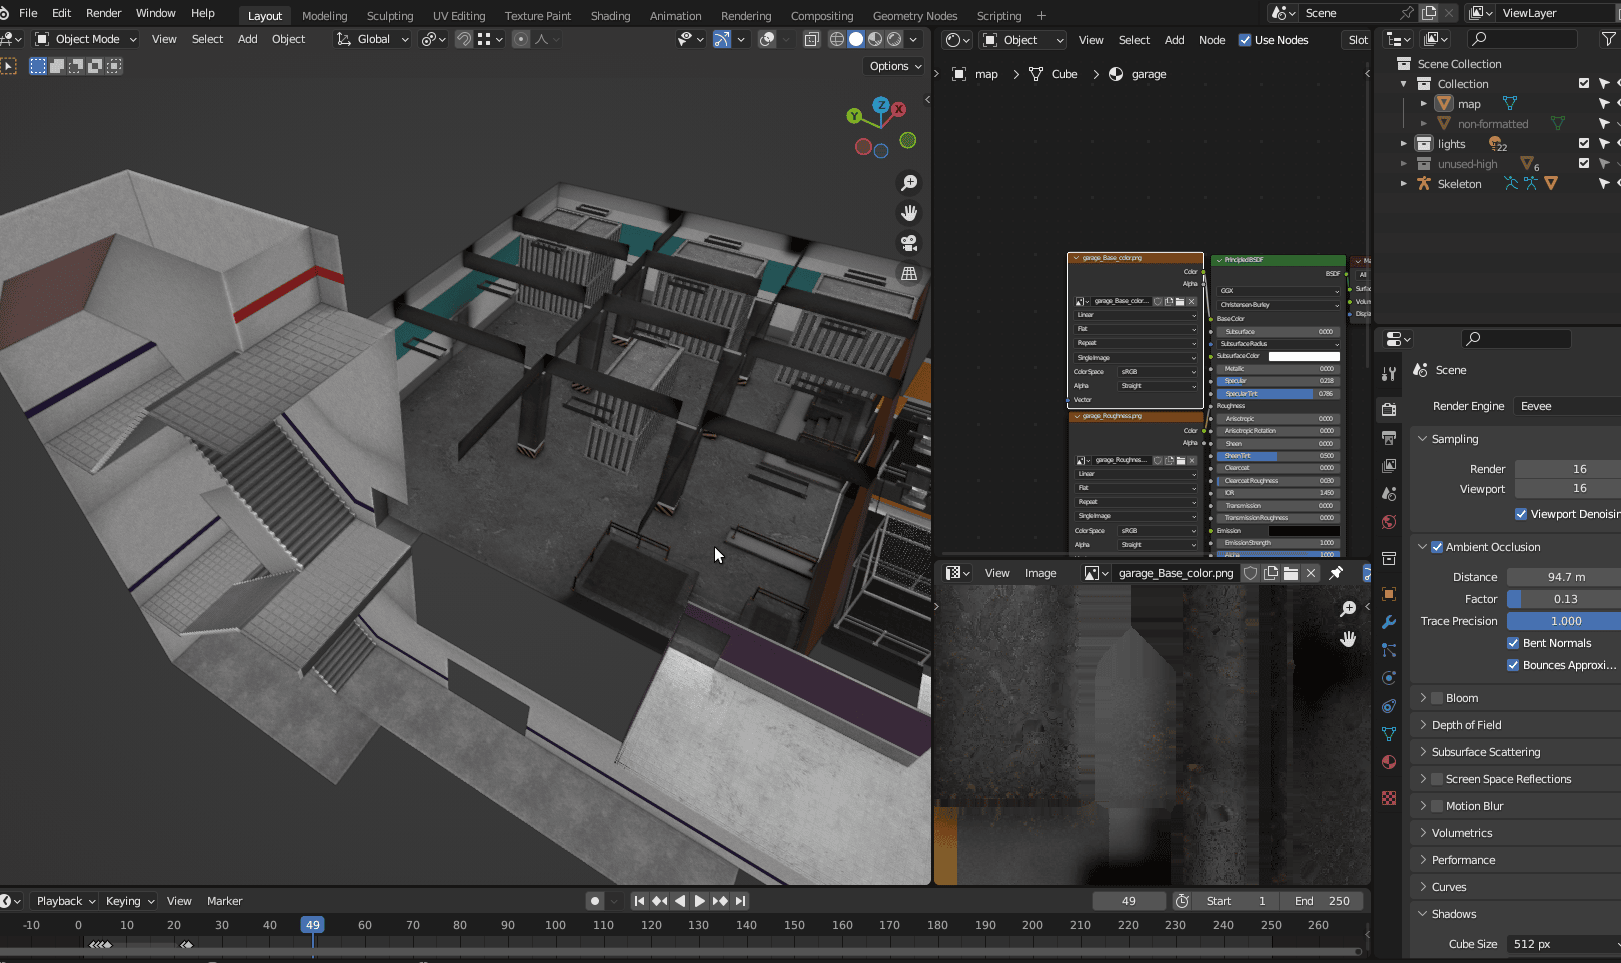 File Edit Render Window Help Layout Modeling Sculpting UV Editing Texture Paint Shading Animation Rendering Compositing Geometry Nodes Scripting + Scene ViewLayer
Object Mode View Select Add Object Global
Object View Select Add Node Use Nodes Slot
Options
map > Cube > garage
Z
X
Y
Scene Collection
Collection
map
non-formatted
lights 22
unused-high 6
Skeleton
garage_Base_color.png
Color
Alpha
garage_Base_color...
Linear
Flat
Repeat
Single Image
Color Space sRGB
Alpha Straight
Vector
garage_Roughness.png
Color
Alpha
garage_Roughnes...
Linear
Flat
Repeat
Single Image
Color Space sRGB
Alpha Straight
Principled BSDF
BSDF
GGX
Christensen-Burley
Base Color
Subsurface 0.000
Subsurface Radius
Subsurface Color
Metallic 0.000
Specular 0.218
Specular Tint 0.786
Roughness
Anisotropic 0.000
Anisotropic Rotation 0.000
Sheen 0.000
Sheen Tint 0.500
Clearcoat 0.000
Clearcoat Roughness 0.030
IOR 1.450
Transmission 0.000
Transmission Roughness 0.000
Emission
Emission Strength 1.000
Alpha 1.000
Ma
All
Surfac
Volum
Displa
Scene
Render Engine Eevee
Sampling
Render 16
Viewport 16
Viewport Denoisin
Ambient Occlusion
Distance 94.7 m
Factor 0.13
Trace Precision 1.000
Bent Normals
Bounces Approxi...
Bloom
Depth of Field
Subsurface Scattering
Screen Space Reflections
Motion Blur
Volumetrics
Performance
Curves
Shadows
Cube Size 512 px
View Image garage_Base_color.png
Playback Keying View Marker 49 Start 1 End 250
-10 0 10 20 30 40 49 60 70 80 90 100 110 120 130 140 150 160 170 180 190 200 210 220 230 240 250 260